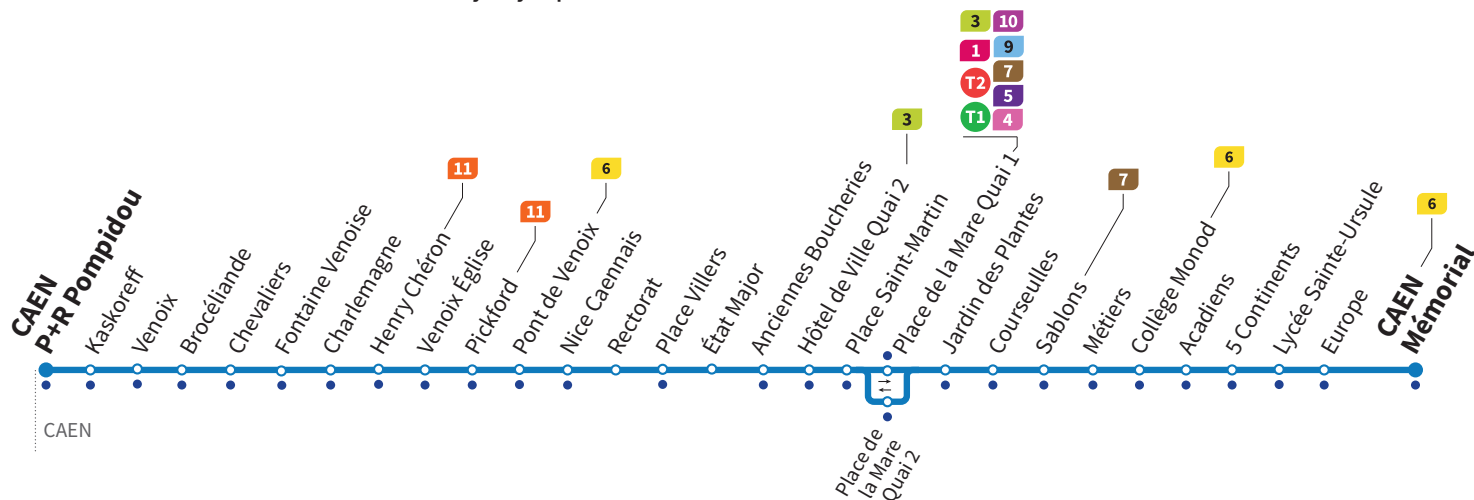 3 10
1 9
T2 7
5
T1 4
3
11
6
11
7
6
6
CAEN
P+R Pompidou
Kaskoreff
Venoix
Brocéliande
Chevaliers
Fontaine Venoise
Charlemagne
Henry Chéron
Venoix Église
Pickford
Pont de Venoix
Nice Caennais
Rectorat
Place Villers
État Major
Anciennes Boucheries
Hôtel de Ville Quai 2
Place Saint-Martin
Place de la Mare Quai 1
Jardin des Plantes
Courseulles
Sablons
Métiers
Collège Monod
Acadiens
5 Continents
Lycée Sainte-Ursule
Europe
CAEN
Mémorial
Place de
la Mare
Quai 2
CAEN